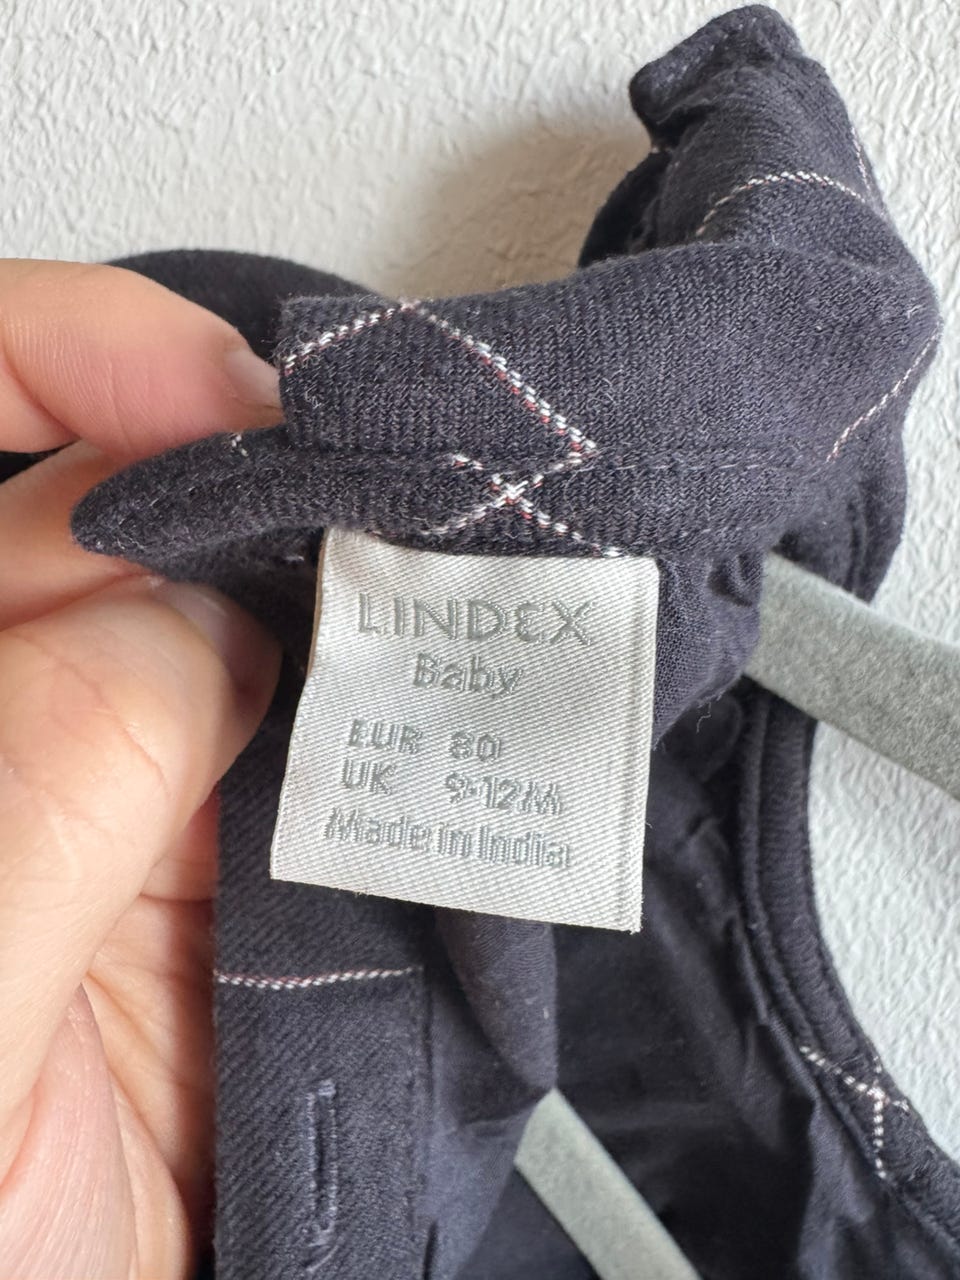 LINDEX
Baby
EUR 80
UK 9-12M
Made in India